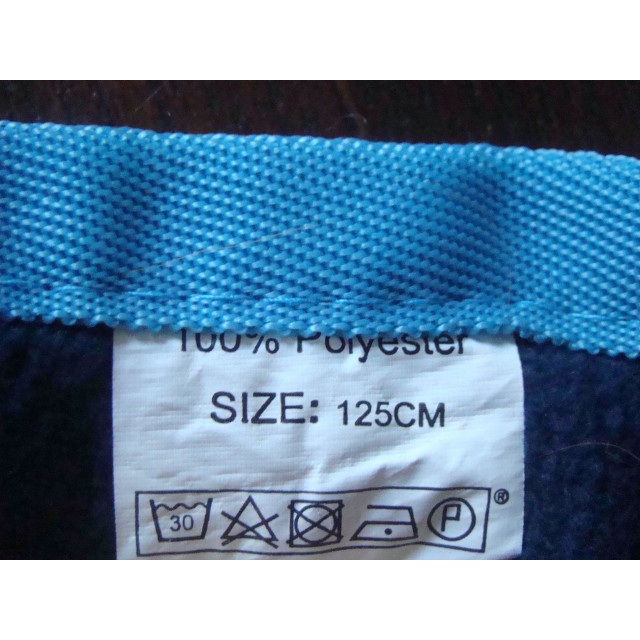 100% Polyester
SIZE: 125CM
30 P ®